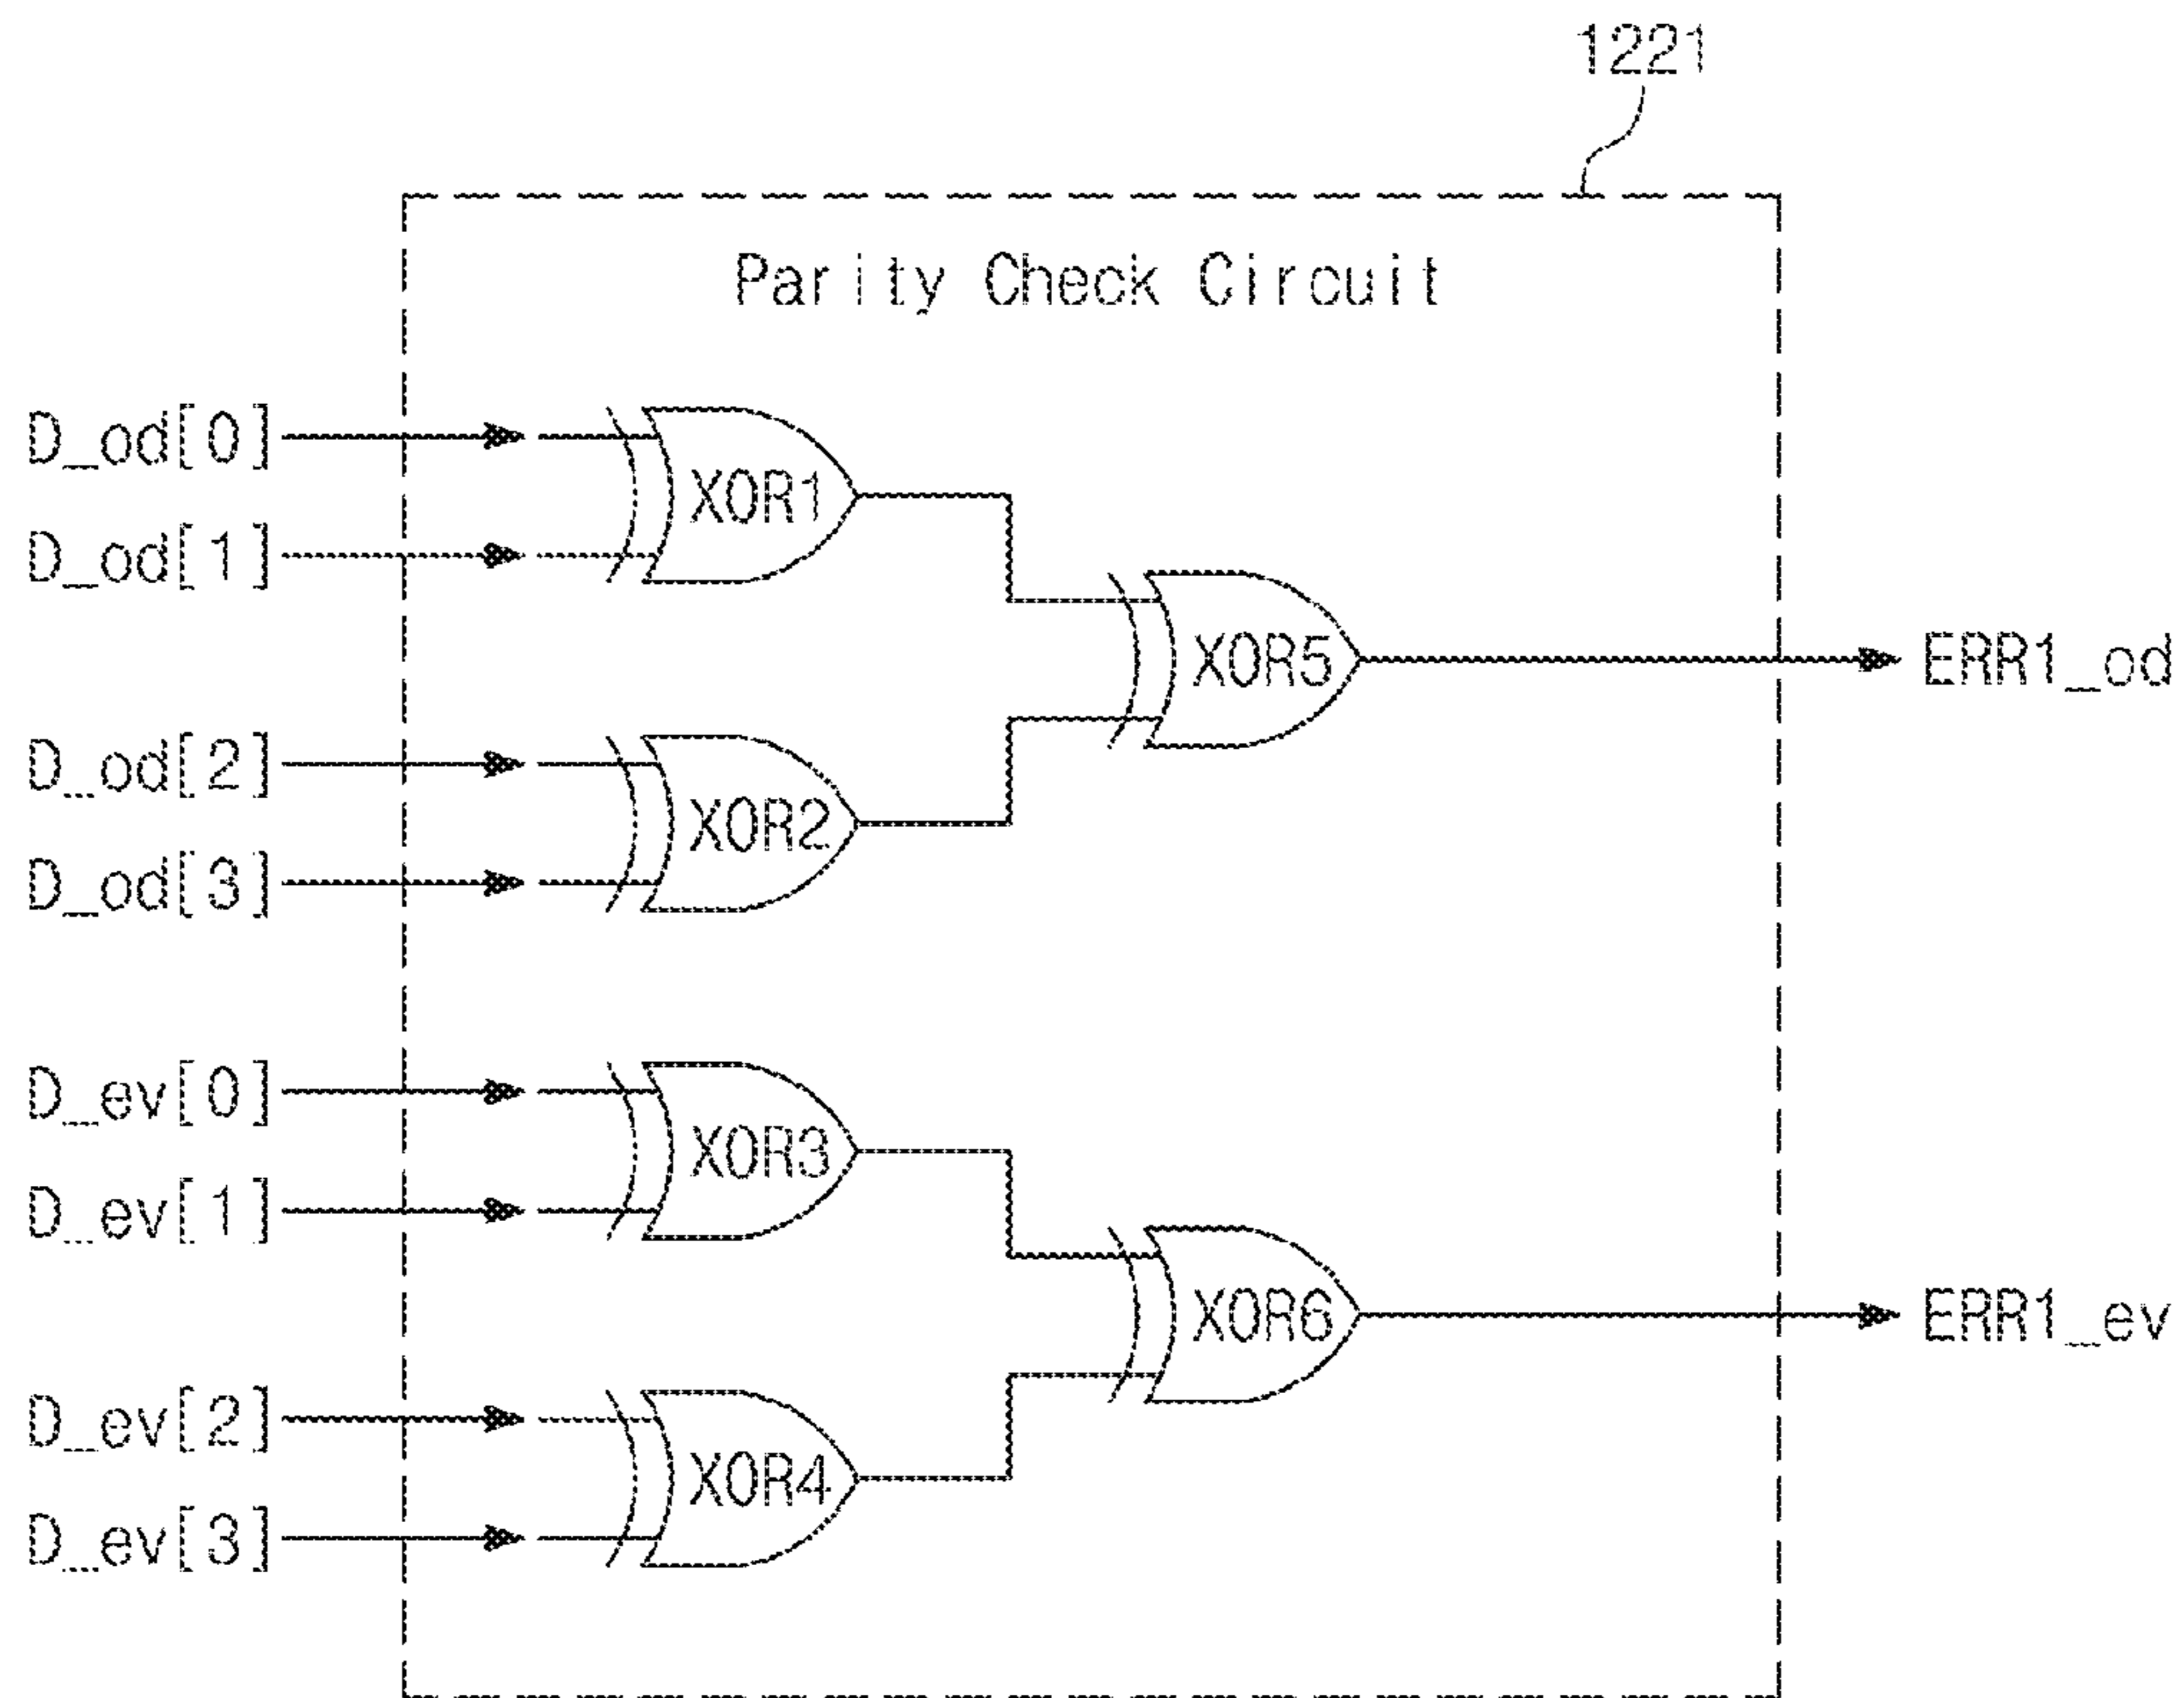 1221
Parity Check Circuit
D_od[0]
XOR1
D_od[1]
XOR5
ERR1_od
D_od[2]
XOR2
D_od[3]
D_ev[0]
XOR3
D_ev[1]
XOR6
ERR1_ev
D_ev[2]
XOR4
D_ev[3]